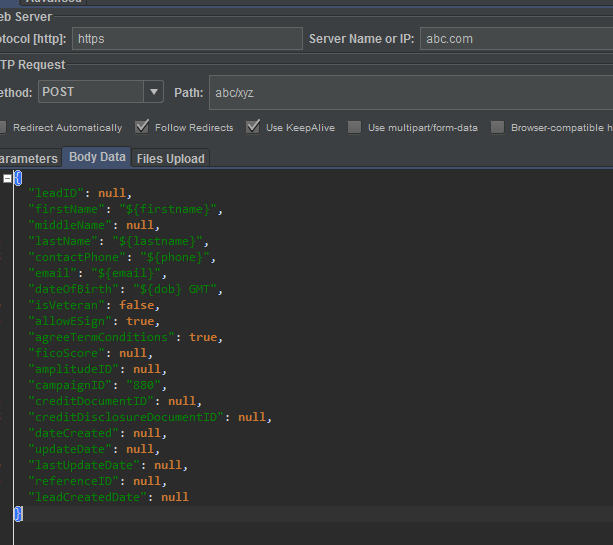 Advanced
eb Server
otocol [http]: https Server Name or IP: abc.com
TP Request
ethod: POST Path: abc/xyz
Redirect Automatically Follow Redirects Use KeepAlive Use multipart/form-data Browser-compatible h
arameters Body Data Files Upload
{
"leadID": null,
"firstName": "${firstname}",
"middleName": null,
"lastName": "${lastname}",
"contactPhone": "${phone}",
"email": "${email}",
"dateOfBirth": "${dob} GMT",
"isVeteran": false,
"allowESign": true,
"agreeTermConditions": true,
"ficoScore": null,
"amplitudeID": null,
"campaignID": "880",
"creditDocumentID": null,
"creditDisclosureDocumentID": null,
"dateCreated": null,
"updateDate": null,
"lastUpdateDate": null,
"referenceID": null,
"leadCreatedDate": null
}